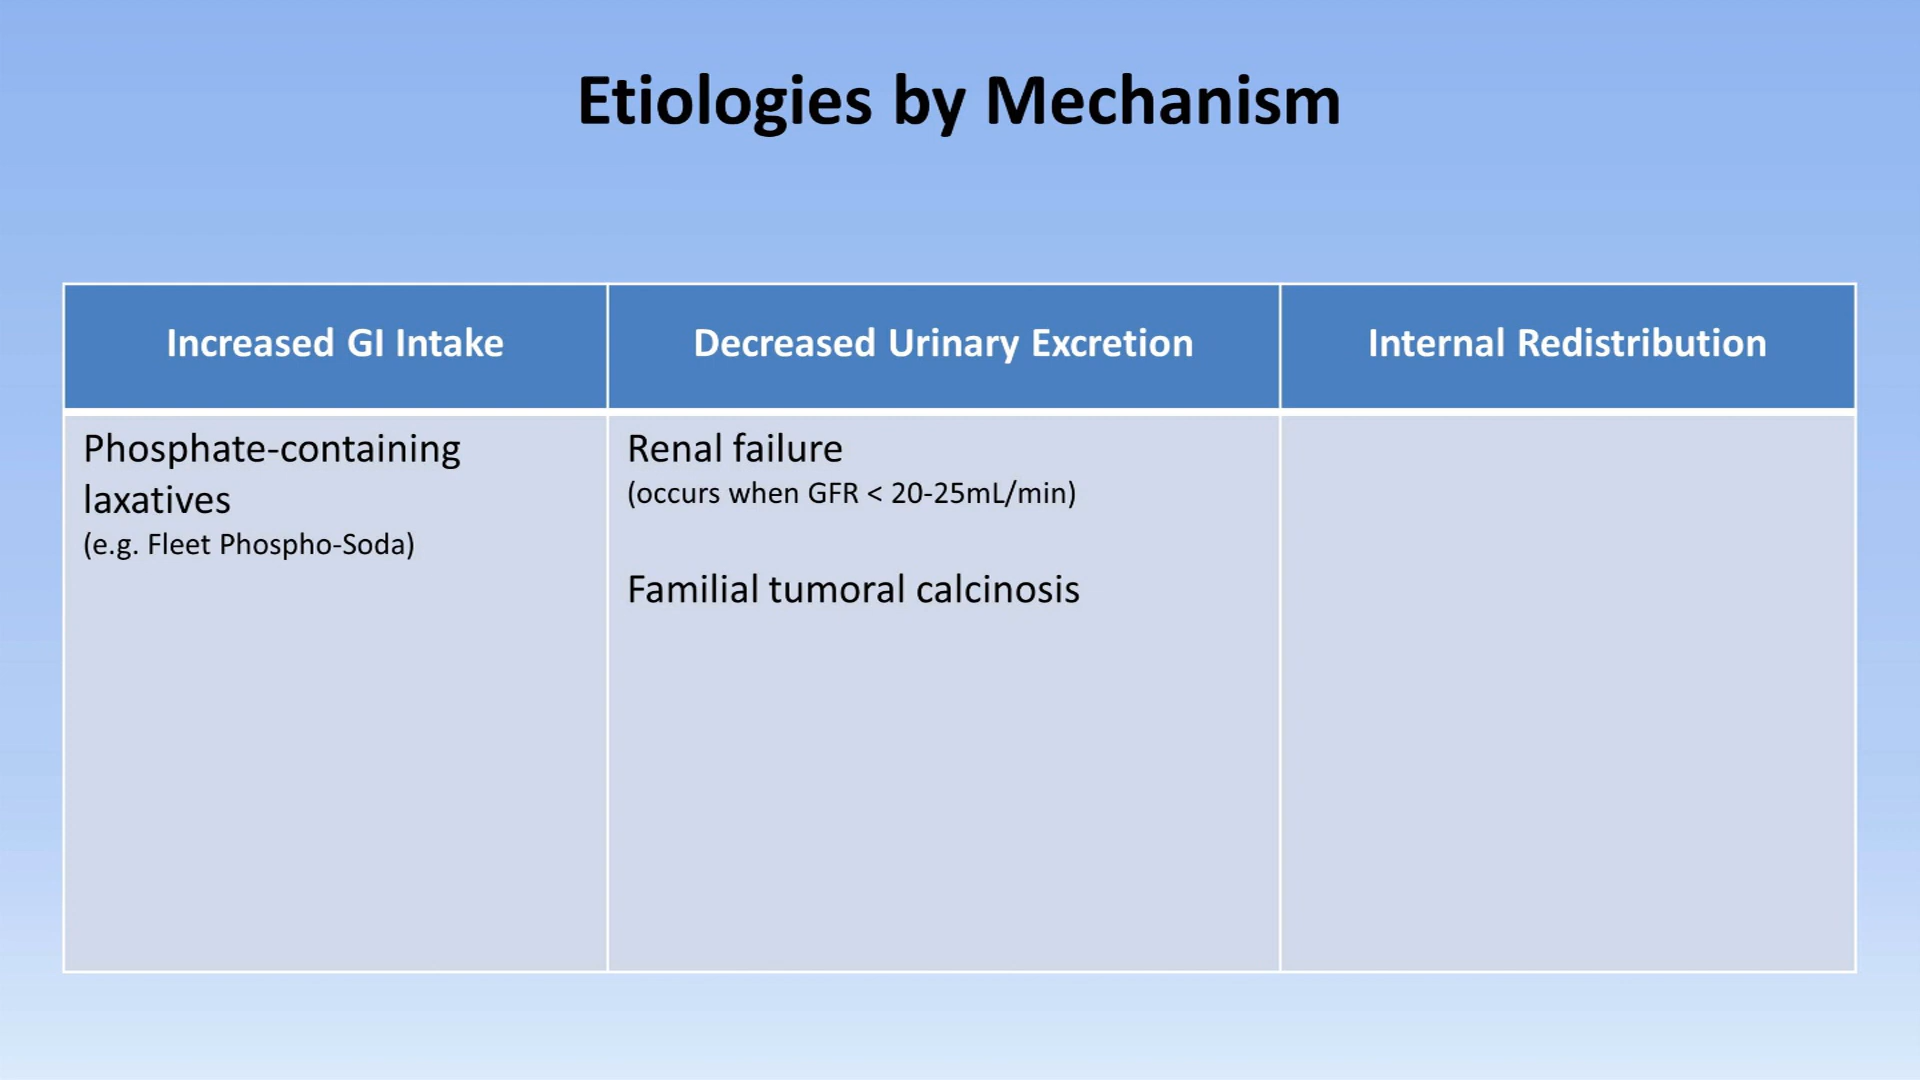 Etiologies by Mechanism
Increased GI Intake
Decreased Urinary Excretion
Internal Redistribution
Phosphate-containing
laxatives
(e.g. Fleet Phospho-Soda)
Renal failure
(occurs when GFR < 20-25mL/min)
Familial tumoral calcinosis